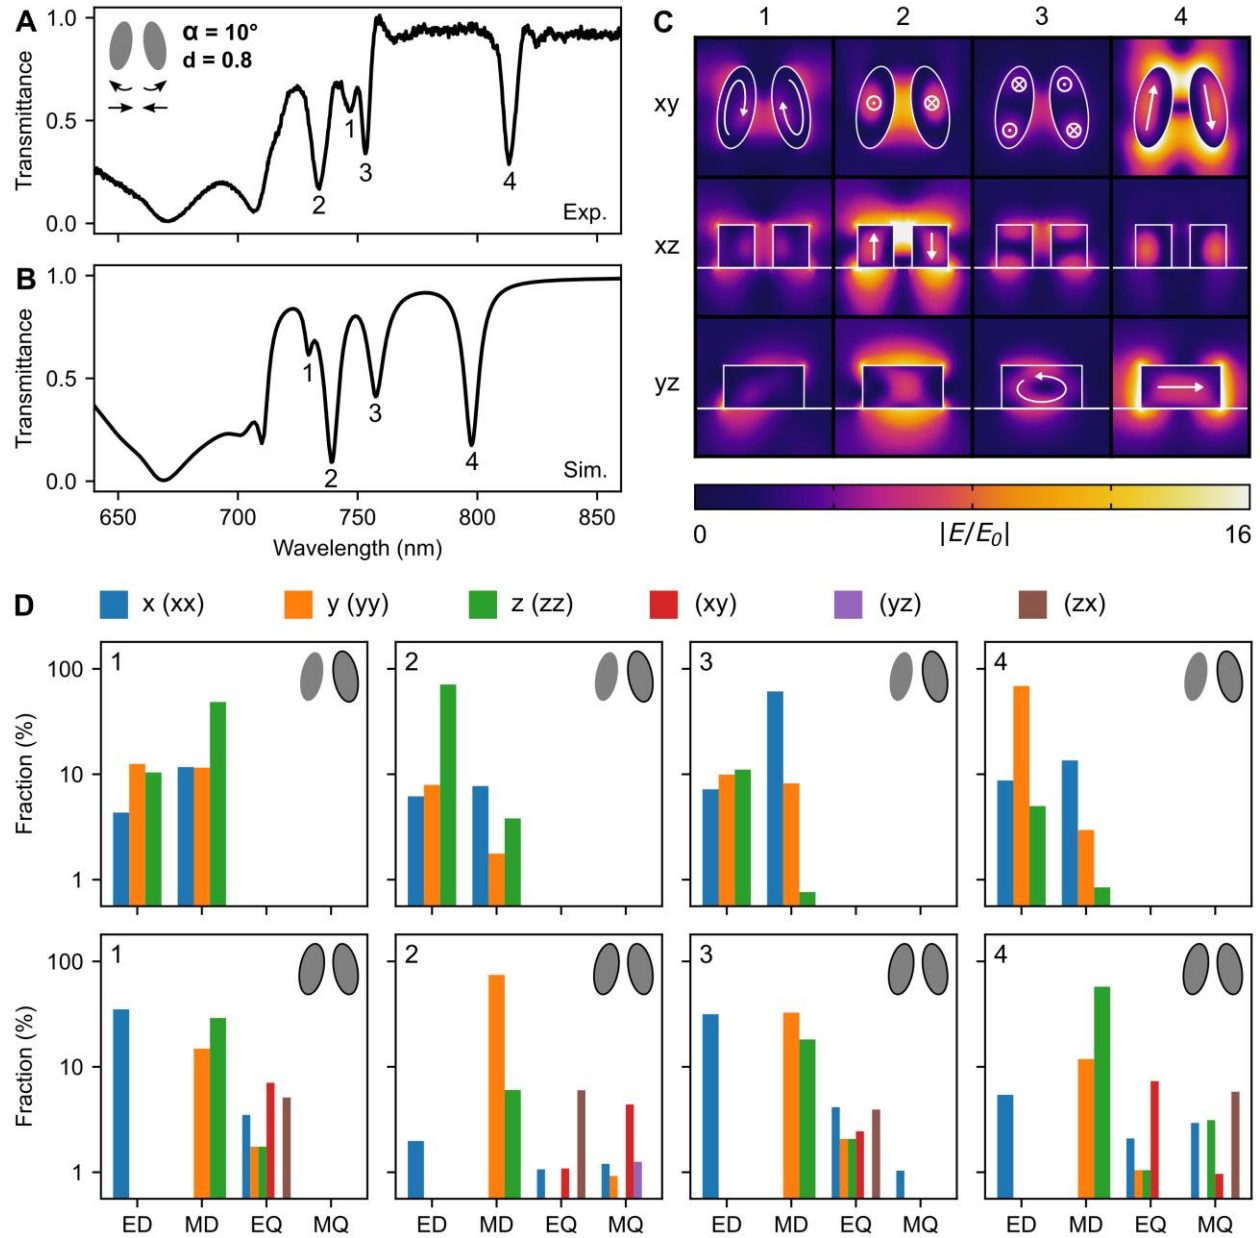 A
1.0
0.5
0.0
Transmittance
α = 10°
d = 0.8
1
2
3
4
Exp.
B
1.0
0.5
0.0
Transmittance
1
2
3
4
Sim.
650
700
750
800
850
Wavelength (nm)
C
1
2
3
4
xy
xz
yz
0
|E/E0|
16
D
x (xx)
y (yy)
z (zz)
(xy)
(yz)
(zx)
100
10
1
Fraction (%)
1
2
3
4
100
10
1
Fraction (%)
1
2
3
4
ED MD EQ MQ
ED MD EQ MQ
ED MD EQ MQ
ED MD EQ MQ